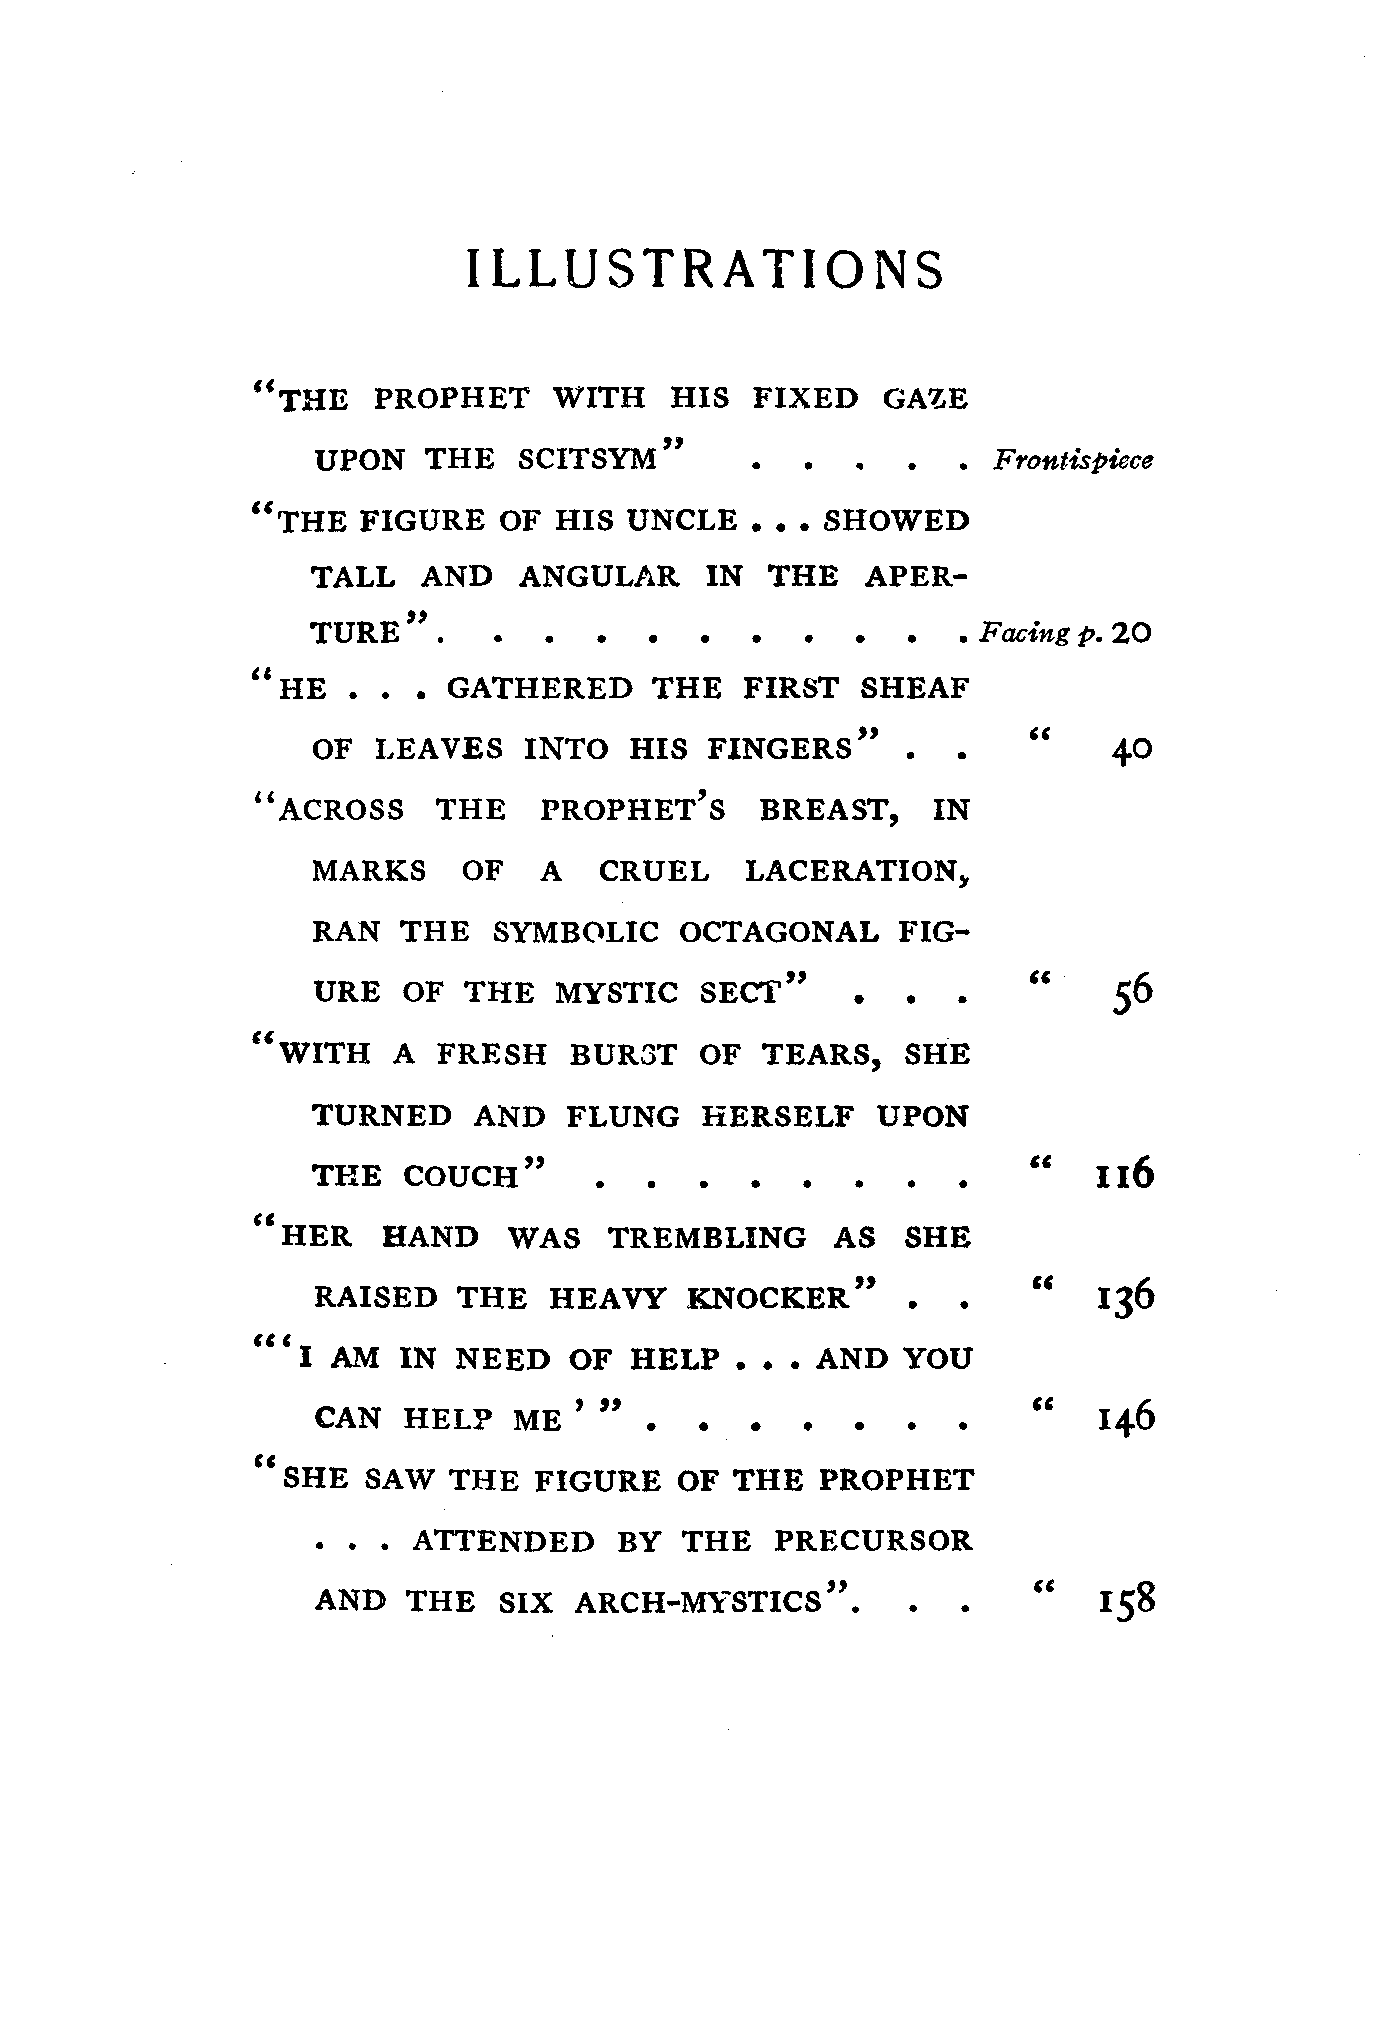 ILLUSTRATIONS
“THE PROPHET WITH HIS FIXED GAZE
UPON THE SCITSYM” . . . . . Frontispiece
“THE FIGURE OF HIS UNCLE . . . SHOWED
TALL AND ANGULAR IN THE APER-
TURE” . . . . . . . . . . . Facing p. 20
“HE . . . GATHERED THE FIRST SHEAF
OF LEAVES INTO HIS FINGERS” . . “ 40
“ACROSS THE PROPHET’S BREAST, IN
MARKS OF A CRUEL LACERATION,
RAN THE SYMBOLIC OCTAGONAL FIG-
URE OF THE MYSTIC SECT” . . . “ 56
“WITH A FRESH BURST OF TEARS, SHE
TURNED AND FLUNG HERSELF UPON
THE COUCH” . . . . . . . . “ 116
“HER HAND WAS TREMBLING AS SHE
RAISED THE HEAVY KNOCKER” . . “ 136
“‘I AM IN NEED OF HELP . . . AND YOU
CAN HELP ME’” . . . . . . . “ 146
“SHE SAW THE FIGURE OF THE PROPHET
. . . ATTENDED BY THE PRECURSOR
AND THE SIX ARCH-MYSTICS” . . . “ 158